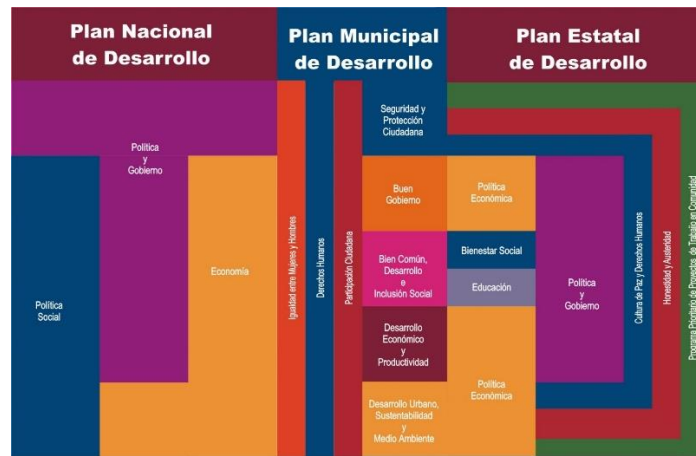 Plan Nacional
de Desarrollo
Plan Municipal
de Desarrollo
Plan Estatal
de Desarrollo
Política
y
Gobierno
Política
Social
Economía
Igualdad entre Mujeres y Hombres
Derechos Humanos
Participación Ciudadana
Seguridad y
Protección
Ciudadana
Buen
Gobierno
Bien Común,
Desarrollo
e
Inclusión Social
Desarrollo
Económico
y
Productividad
Desarrollo Urbano,
Sustentabilidad
y
Medio Ambiente
Política
Económica
Bienestar Social
Educación
Política
Económica
Política
y
Gobierno
Cultura de Paz y Derechos Humanos
Honestidad y Austeridad
Programa Prioritario de Proyectos de Trabajo en Comunidad